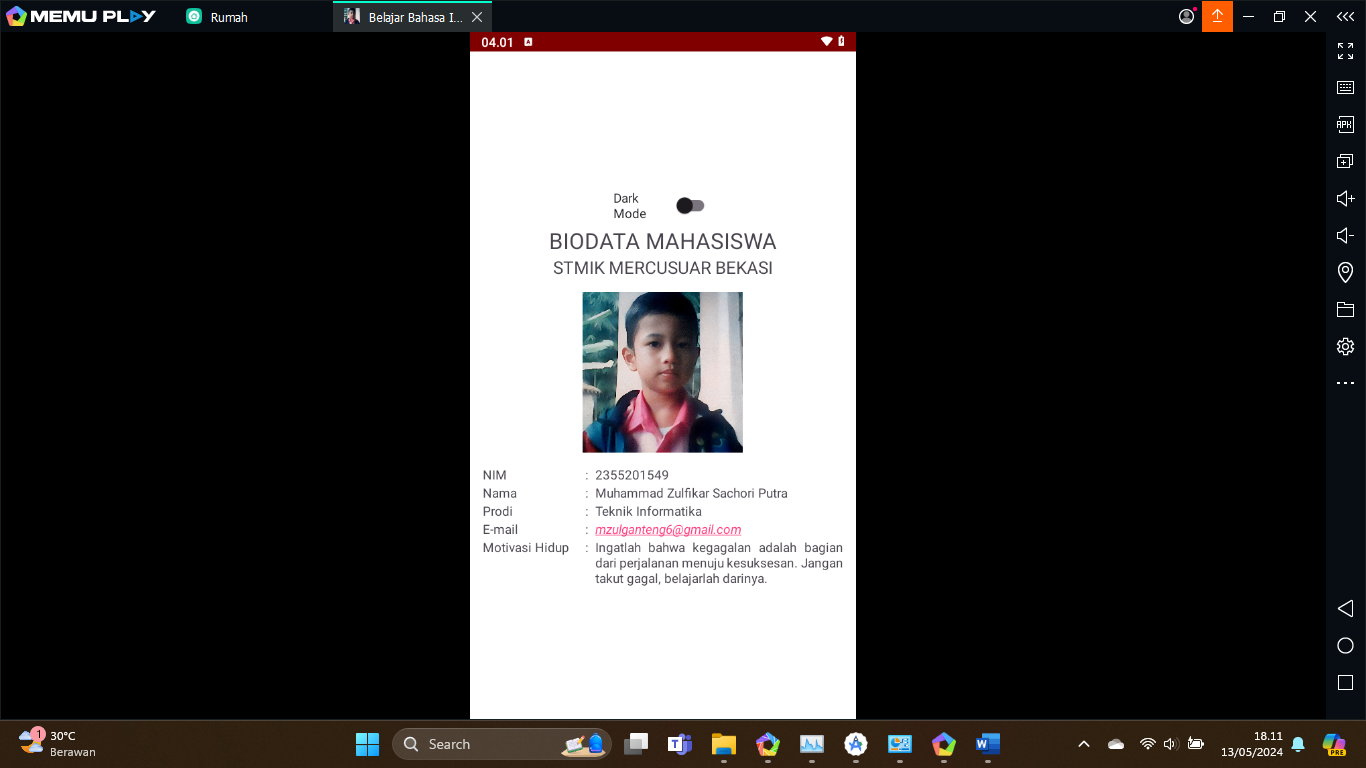 MEMU PLAY
Rumah
Belajar Bahasa I...
04.01
Dark
Mode
BIODATA MAHASISWA
STMIK MERCUSUAR BEKASI
NIM : 2355201549
Nama : Muhammad Zulfikar Sachori Putra
Prodi : Teknik Informatika
E-mail : mzulganteng6@gmail.com
Motivasi Hidup : Ingatlah bahwa kegagalan adalah bagian
dari perjalanan menuju kesuksesan. Jangan
takut gagal, belajarlah darinya.
APK
1
30°C
Berawan
Search
18.11
13/05/2024
PRE